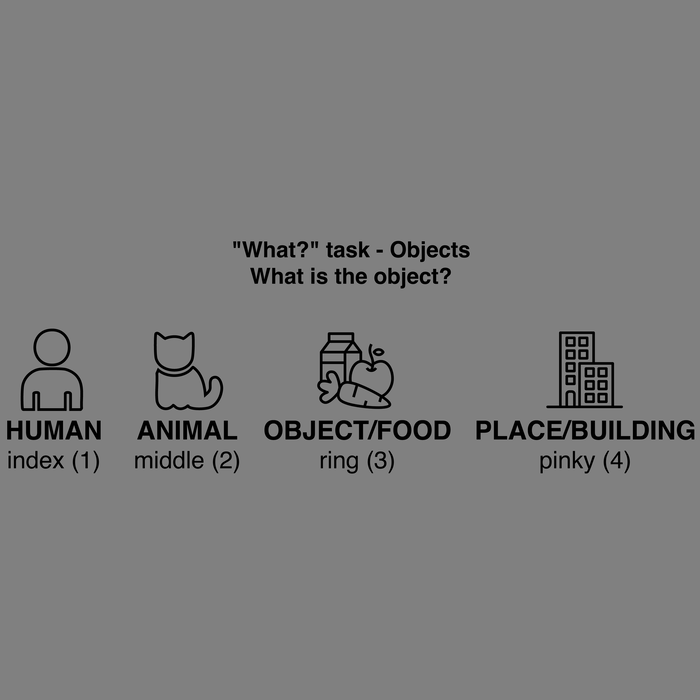 "What?" task - Objects
What is the object?
HUMAN ANIMAL OBJECT/FOOD PLACE/BUILDING
index (1) middle (2) ring (3) pinky (4)